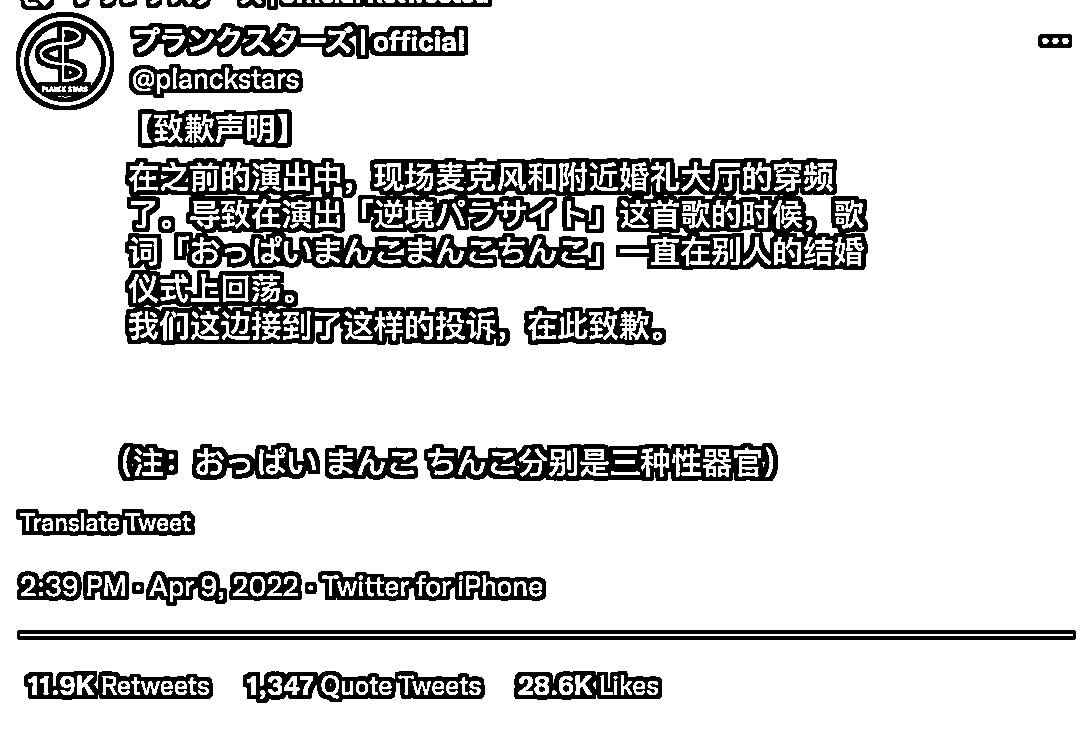 プランクスターズ | official
@planckstars
PLANCK STARS
【致歉声明】
在之前的演出中，现场麦克风和附近婚礼大厅的穿频
了。导致在演出「逆境パラサイト」这首歌的时候，歌
词「おっぱいまんこまんこちんこ」一直在别人的结婚
仪式上回荡。
我们这边接到了这样的投诉，在此致歉。
（注：おっぱい まんこ ちんこ分别是三种性器官）
Translate Tweet
2:39 PM · Apr 9, 2022 · Twitter for iPhone
11.9K Retweets 1,347 Quote Tweets 28.6K Likes